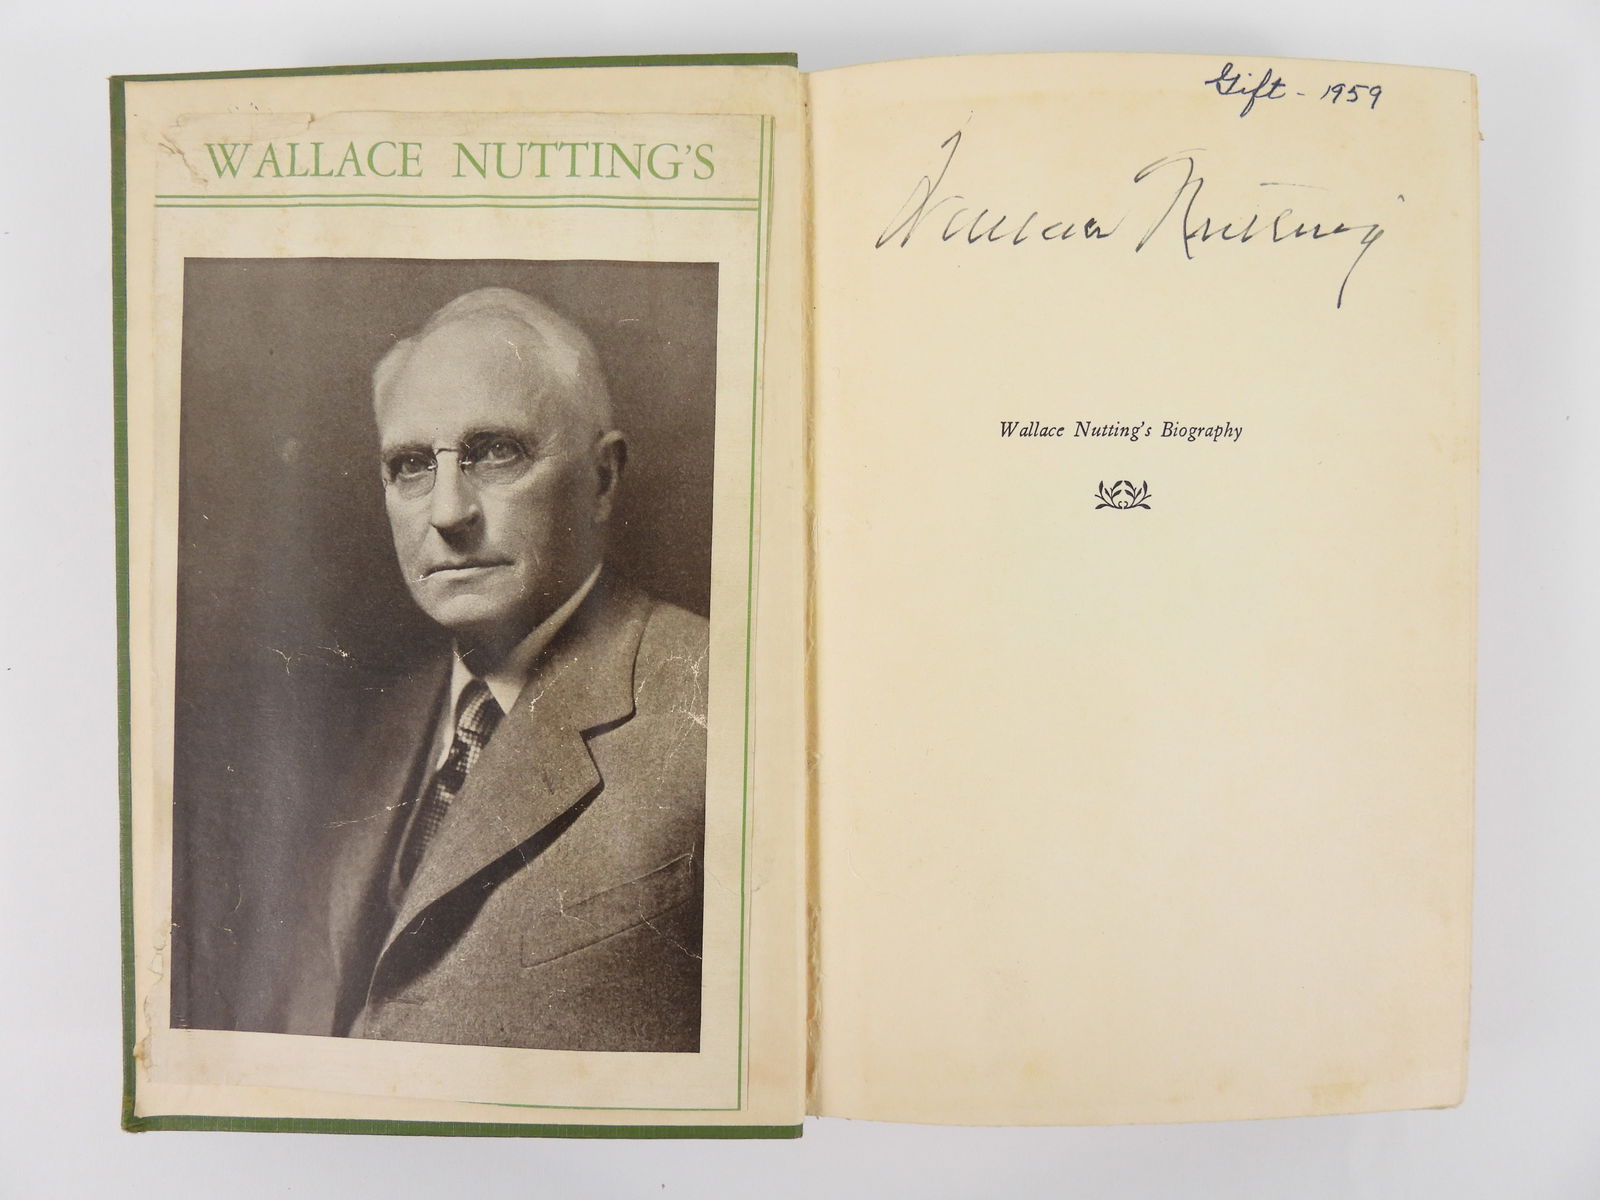 WALLACE NUTTING'S
Gift - 1959
Wallace Nutting
Wallace Nutting's Biography